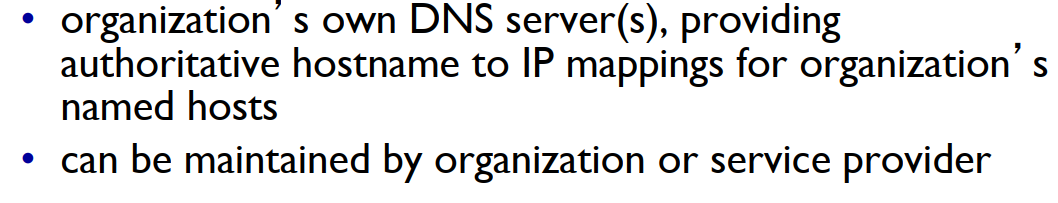 • organization’s own DNS server(s), providing
authoritative hostname to IP mappings for organization’s
named hosts
• can be maintained by organization or service provider